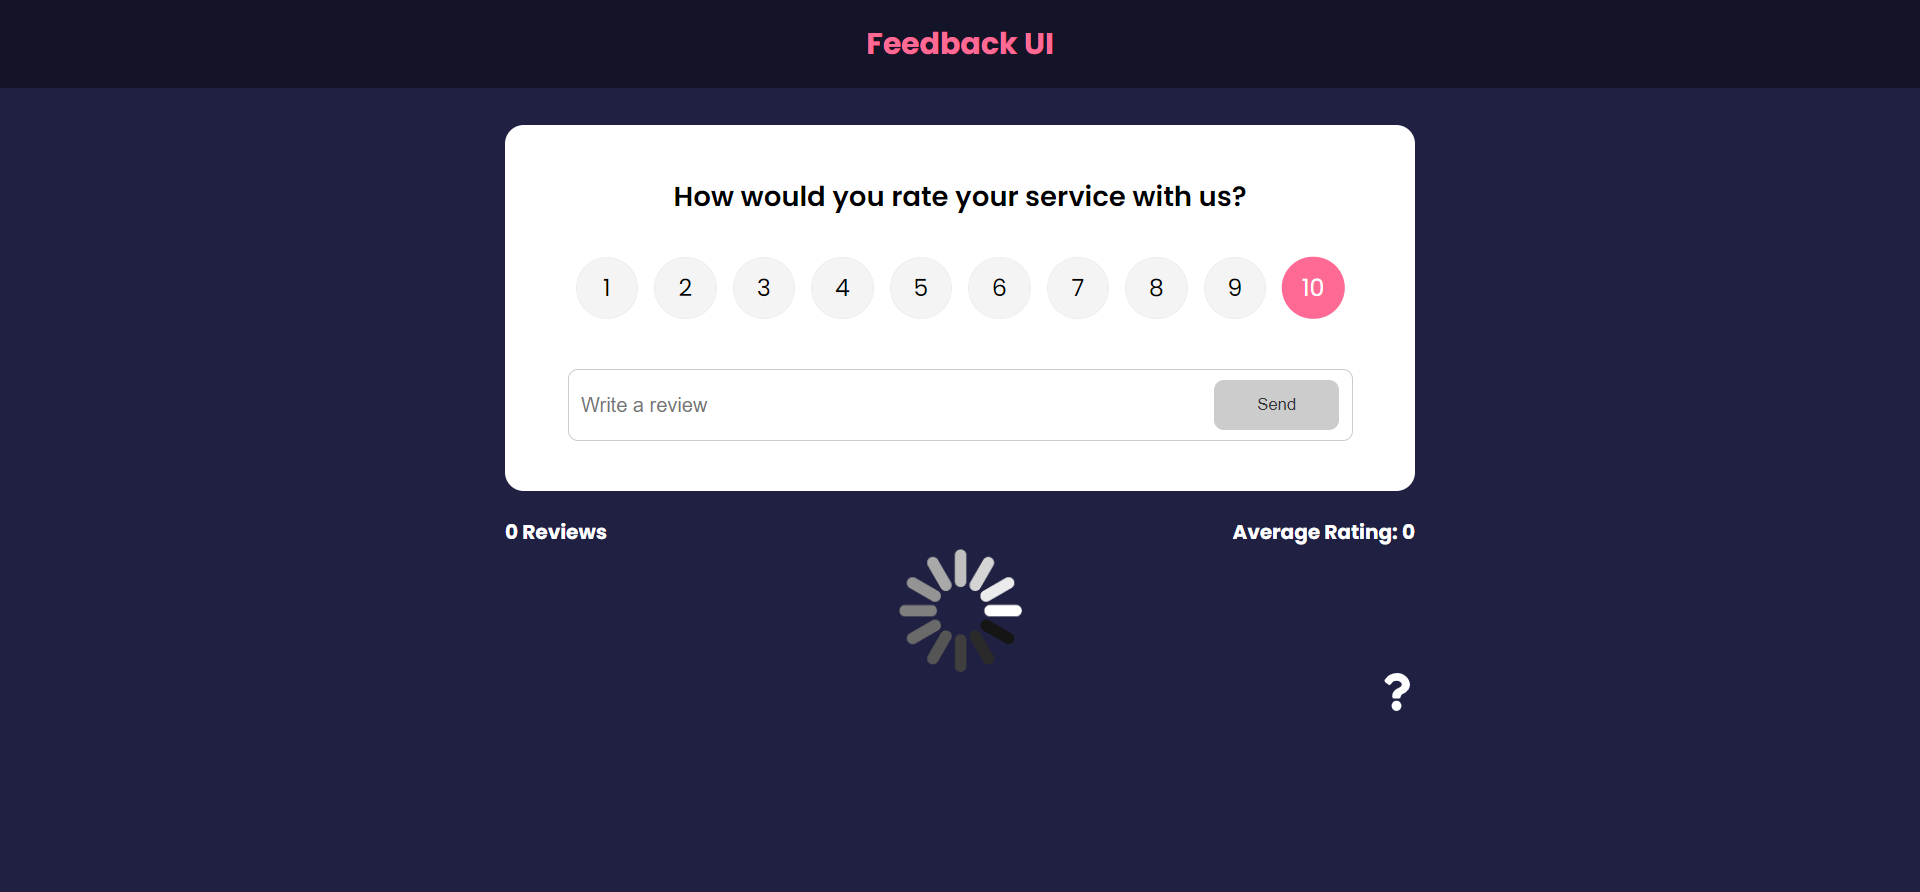 Feedback UI
How would you rate your service with us?
1 2 3 4 5 6 7 8 9 10
Write a review Send
0 Reviews Average Rating: 0
?